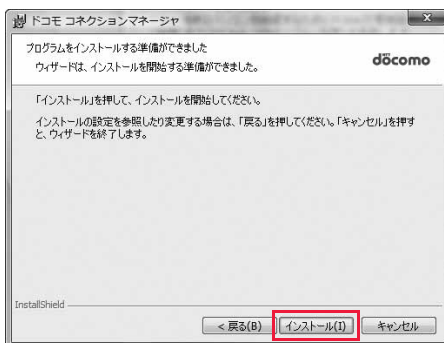 ドコモ コネクションマネージャ
プログラムをインストールする準備ができました
ウィザードは、インストールを開始する準備ができました。
döcomo
「インストール」を押して、インストールを開始してください。
インストールの設定を参照したり変更する場合は、「戻る」を押してください。「キャンセル」を押す
と、ウィザードを終了します。
InstallShield
< 戻る(B) インストール(I) キャンセル